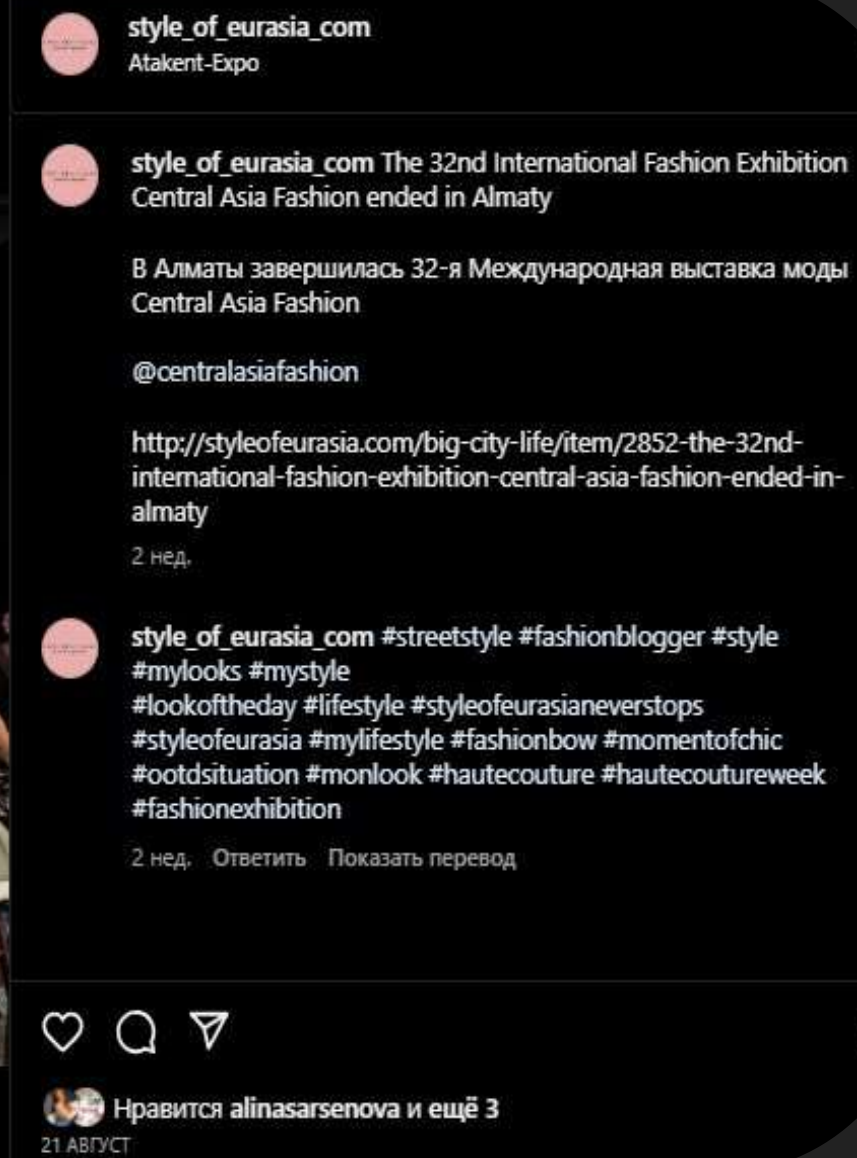 style_of_eurasia_com
Atakent-Expo
style_of_eurasia_com The 32nd International Fashion Exhibition
Central Asia Fashion ended in Almaty
В Алматы завершилась 32-я Международная выставка моды
Central Asia Fashion
@centralasiafashion
http://styleofeurasia.com/big-city-life/item/2852-the-32nd-
international-fashion-exhibition-central-asia-fashion-ended-in-
almaty
2 нед.
style_of_eurasia_com #streetstyle #fashionblogger #style
#mylooks #mystyle
#lookoftheday #lifestyle #styleofeurasianeverstops
#styleofeurasia #mylifestyle #fashionbow #momentofchic
#ootdsituation #monlook #hautecouture #hautecoutureweek
#fashionexhibition
2 нед. Ответить Показать перевод
Нравится alinasarsenova и ещё 3
21 АВГУСТ